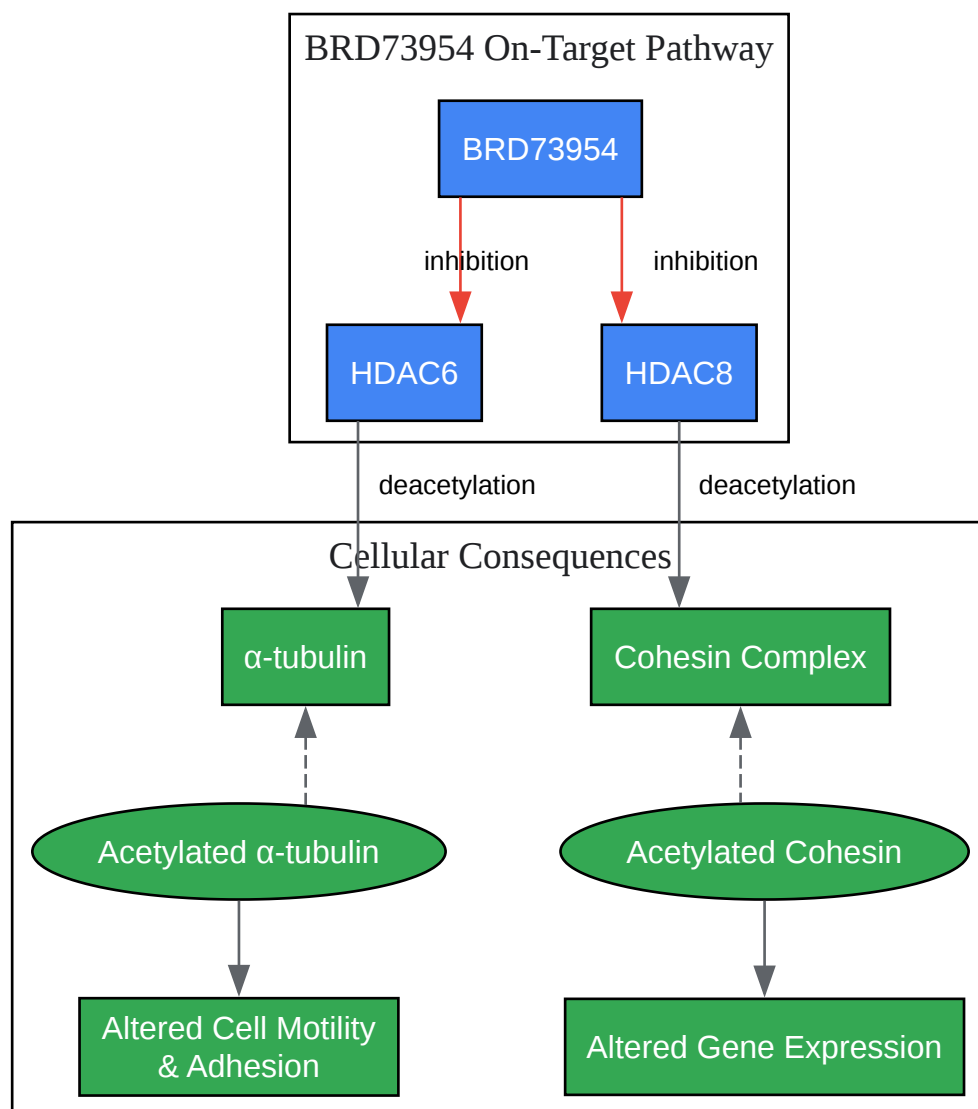 BRD73954 On-Target Pathway
BRD73954
inhibition
inhibition
HDAC6
HDAC8
deacetylation
deacetylation
Cellular Consequences
α-tubulin
Cohesin Complex
Acetylated α-tubulin
Acetylated Cohesin
Altered Cell Motility
& Adhesion
Altered Gene Expression